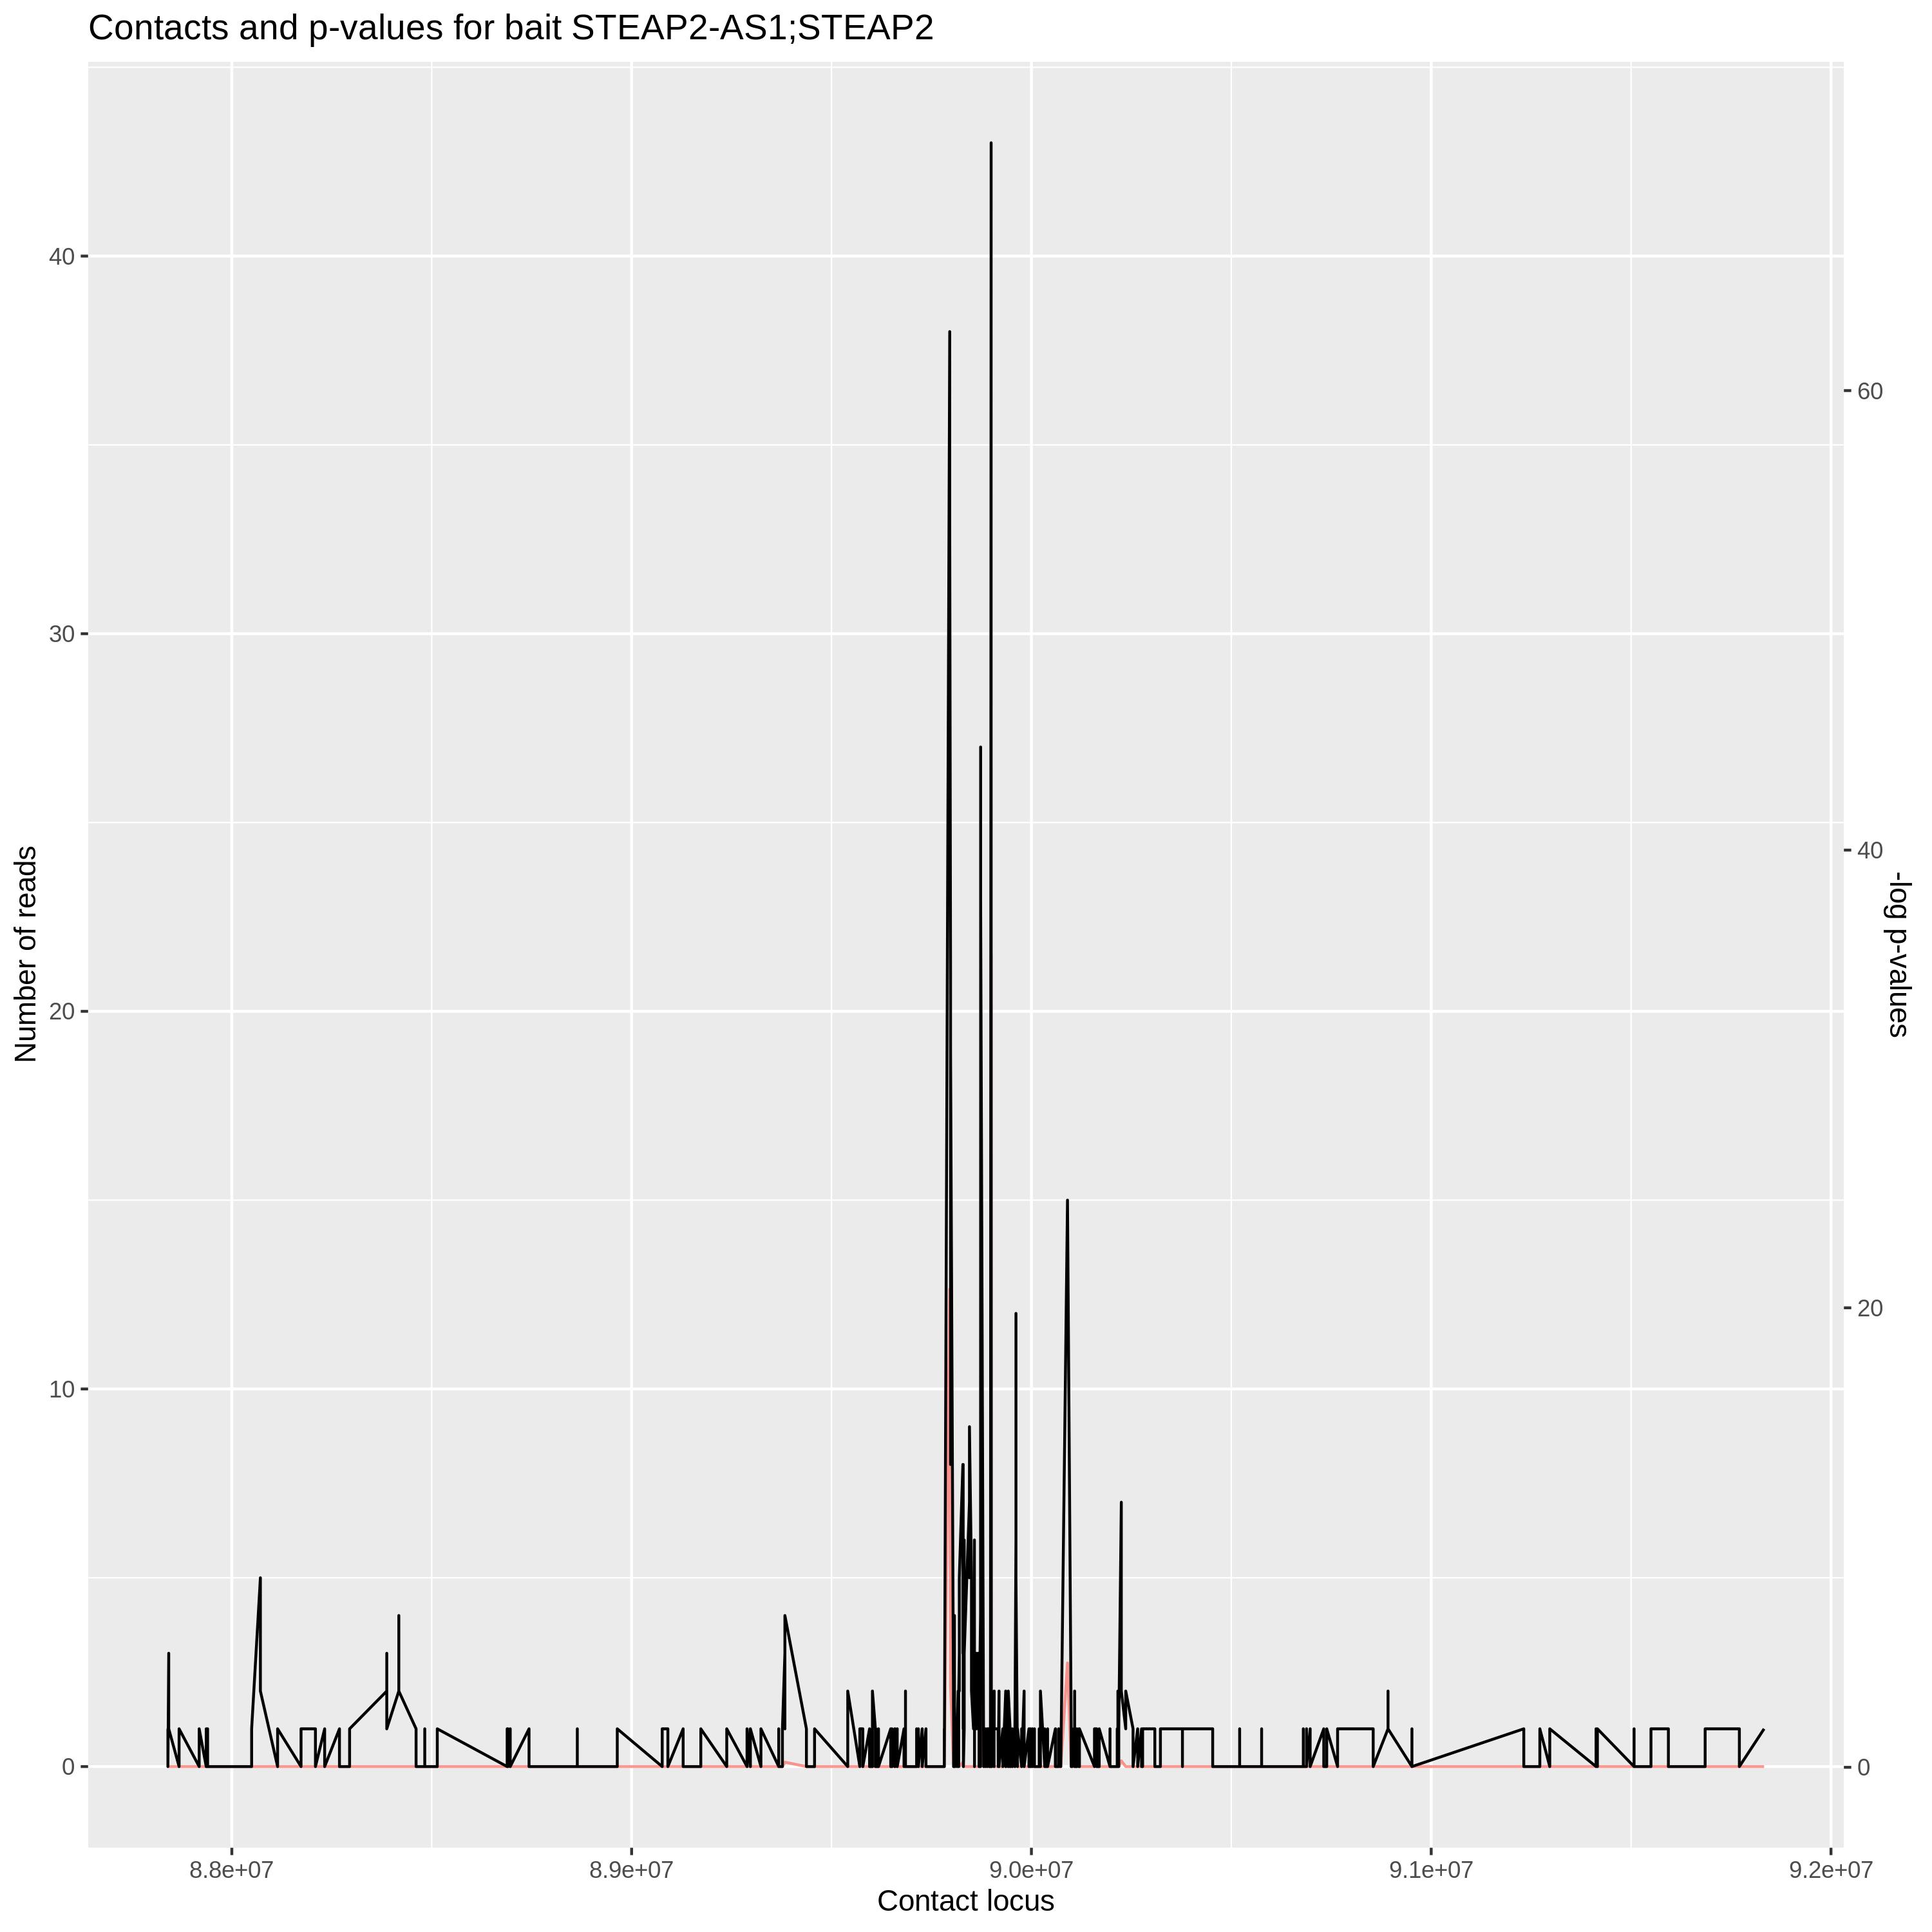 Contacts and p-values for bait STEAP2-AS1;STEAP2
40
30
20
10
0
Number of reads
60
40
20
0
-log p-values
8.8e+07
8.9e+07
9.0e+07
9.1e+07
9.2e+07
Contact locus